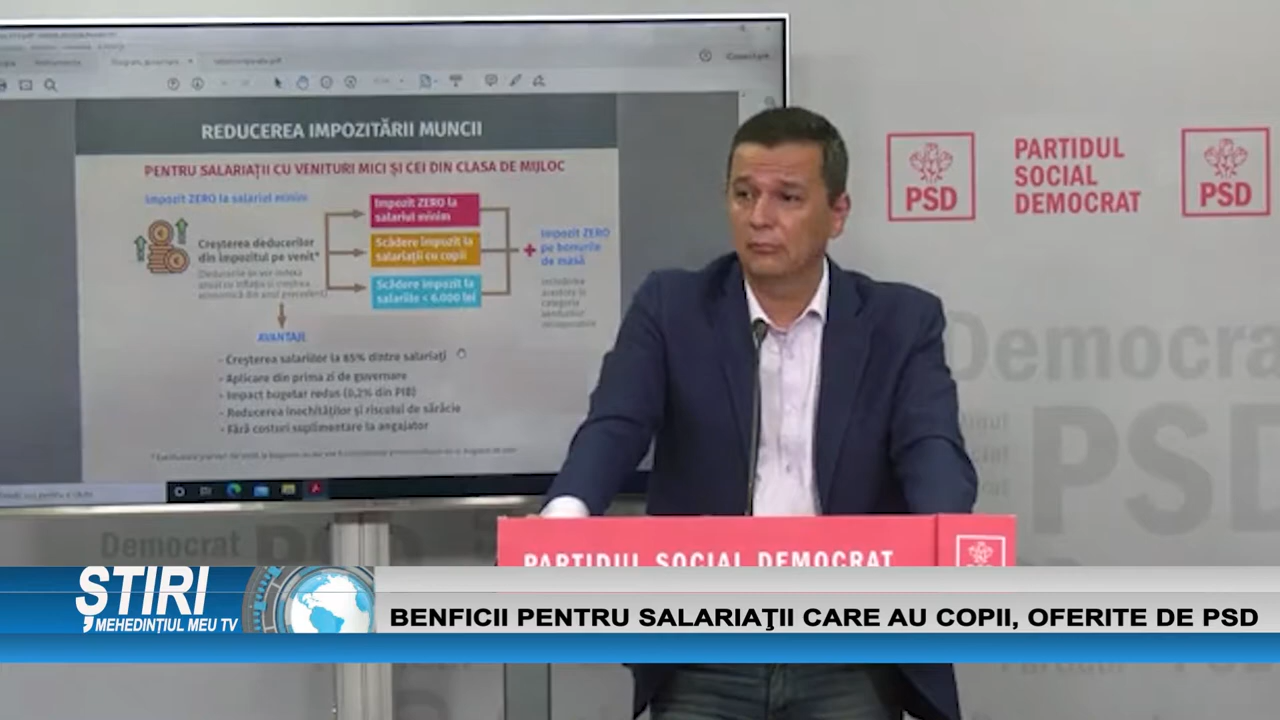 REDUCEREA IMPOZITĂRII MUNCII
PENTRU SALARIAȚII CU VENITURI MICI ȘI CEI DIN CLASA DE MIJLOC
Impozit ZERO la salariul minim
Creșterea deducerilor
din impozitul pe venit*
Impozit ZERO la
salariul minim
Scădere impozit la
salariații cu copii
Scădere impozit la
salariile < 6.000 lei
+
Impozit ZERO
pe bonurile
de masă
AVANTAJE
- Creșterea salariilor la 85% dintre salariați
- Aplicare din prima zi de guvernare
- Impact bugetar redus (0,2% din PIB)
- Reducerea inechităților și riscului de sărăcie
- Fără costuri suplimentare la angajator
PSD
PARTIDUL
SOCIAL
DEMOCRAT
PSD
Democrat
PSD
Democrat
PARTIDUL SOCIAL DEMOCRAT
ȘTIRI
MEHEDINȚIUL MEU TV
BENFICII PENTRU SALARIAŢII CARE AU COPII, OFERITE DE PSD